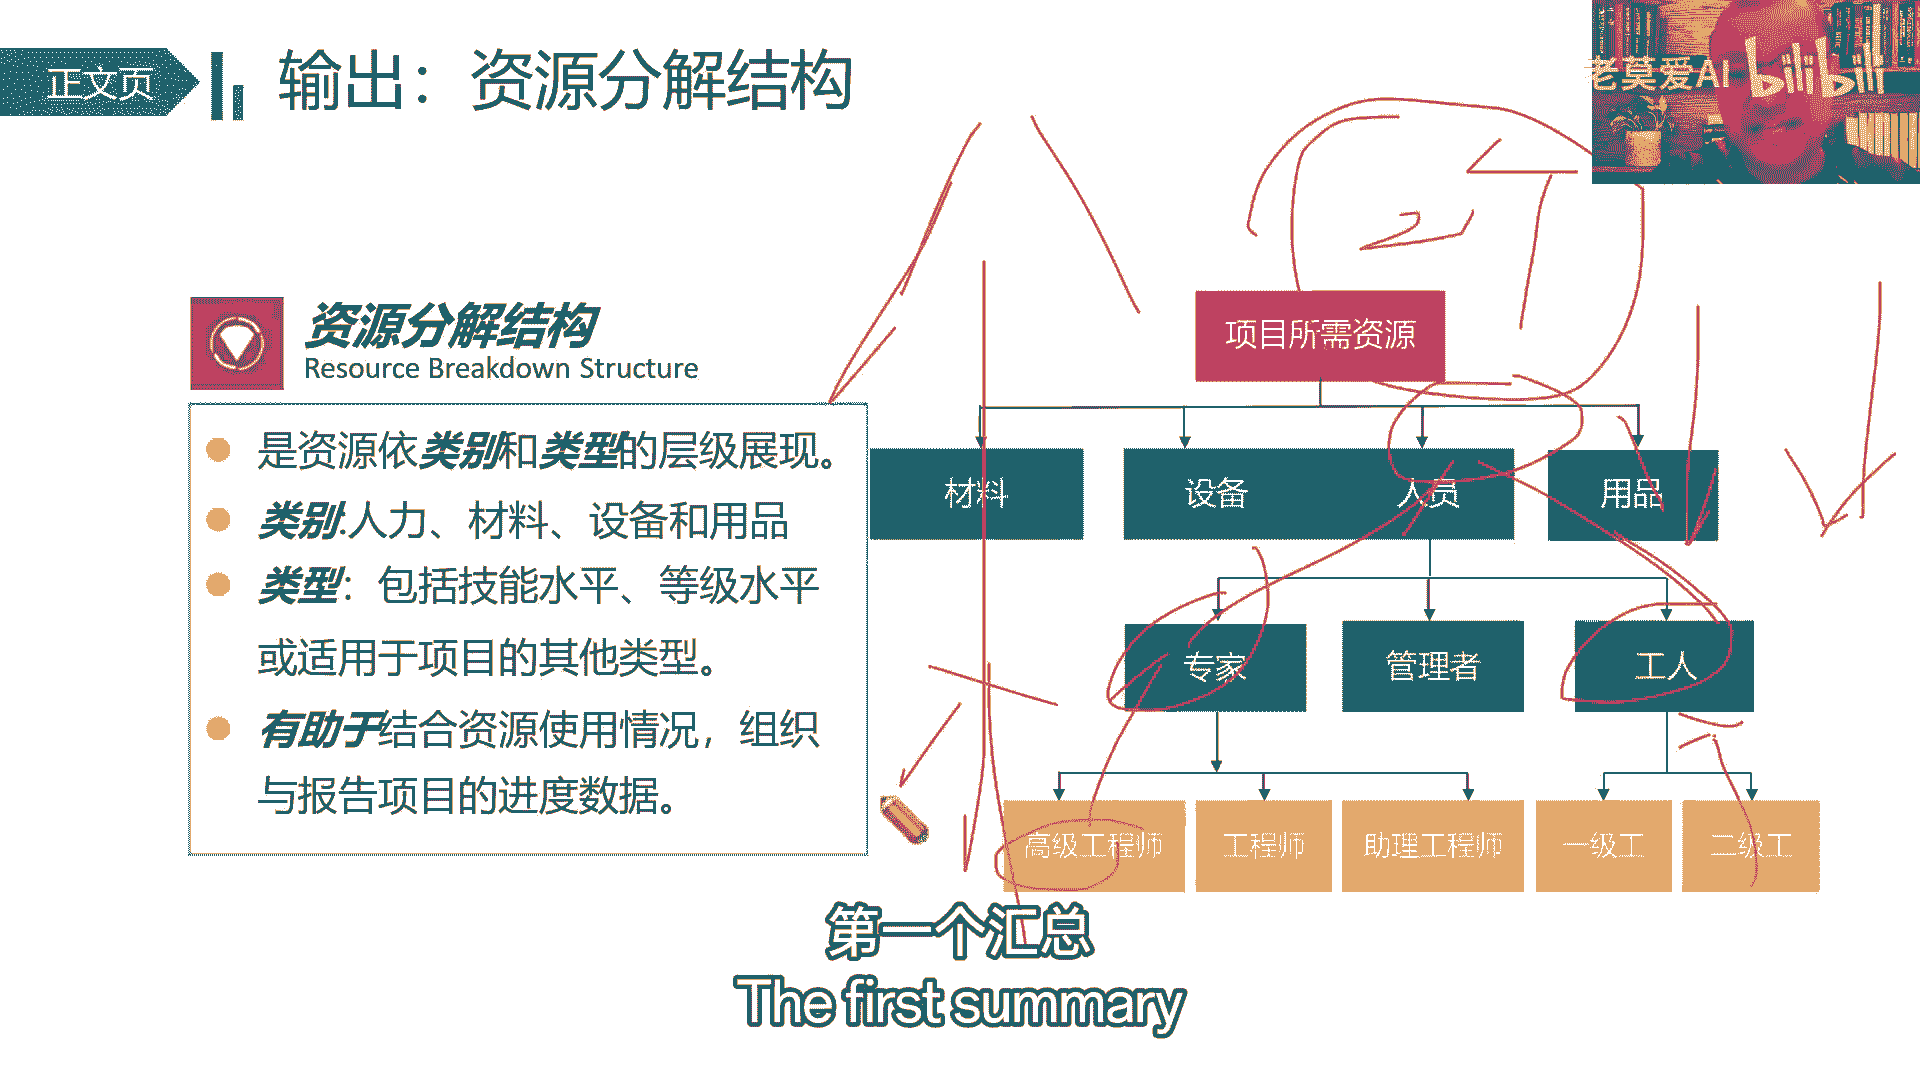 正文页
输出：资源分解结构
老莫爱AI bilibili
资源分解结构
Resource Breakdown Structure
是资源依类别和类型的层级展现。
类别:人力、材料、设备和用品
类型：包括技能水平、等级水平
或适用于项目的其他类型。
有助于结合资源使用情况，组织
与报告项目的进度数据。
项目所需资源
材料
设备
人员
用品
专家
管理者
工人
高级工程师
工程师
助理工程师
一级工
二级工
第一个汇总
The first summary